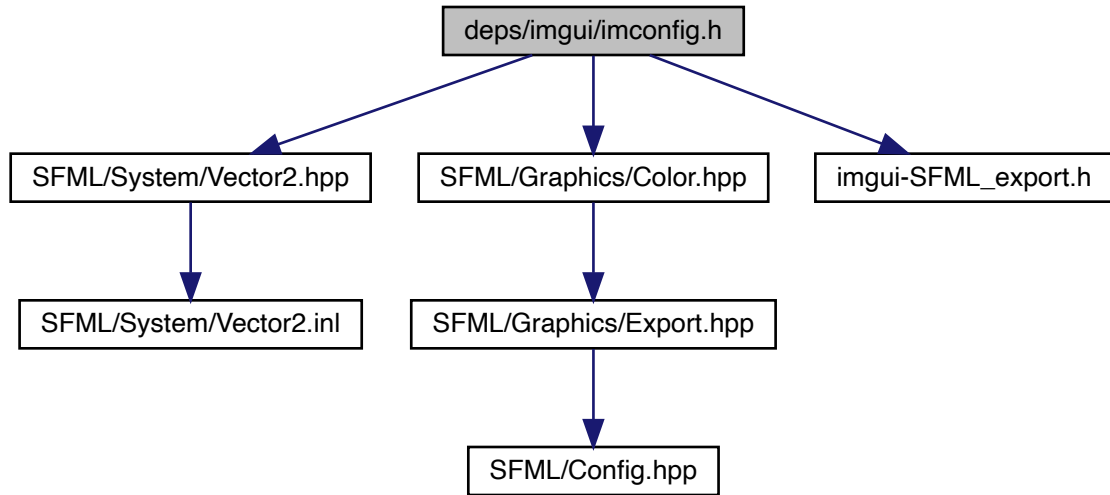 deps/imgui/imconfig.h
SFML/System/Vector2.hpp
SFML/Graphics/Color.hpp
imgui-SFML_export.h
SFML/System/Vector2.inl
SFML/Graphics/Export.hpp
SFML/Config.hpp